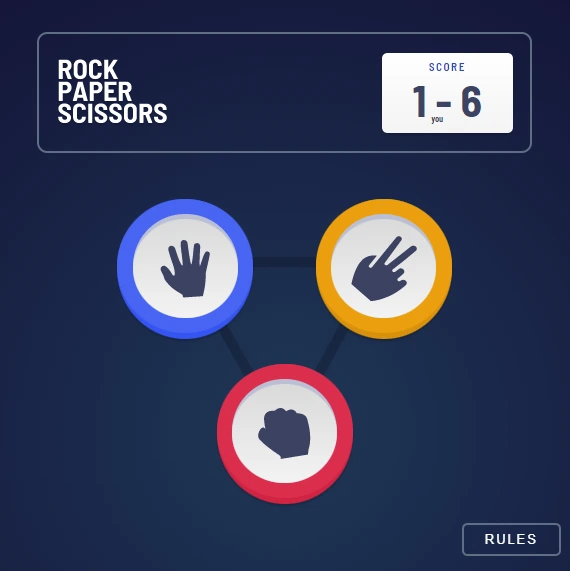 ROCK
PAPER
SCISSORS
SCORE
1 - 6
you
RULES